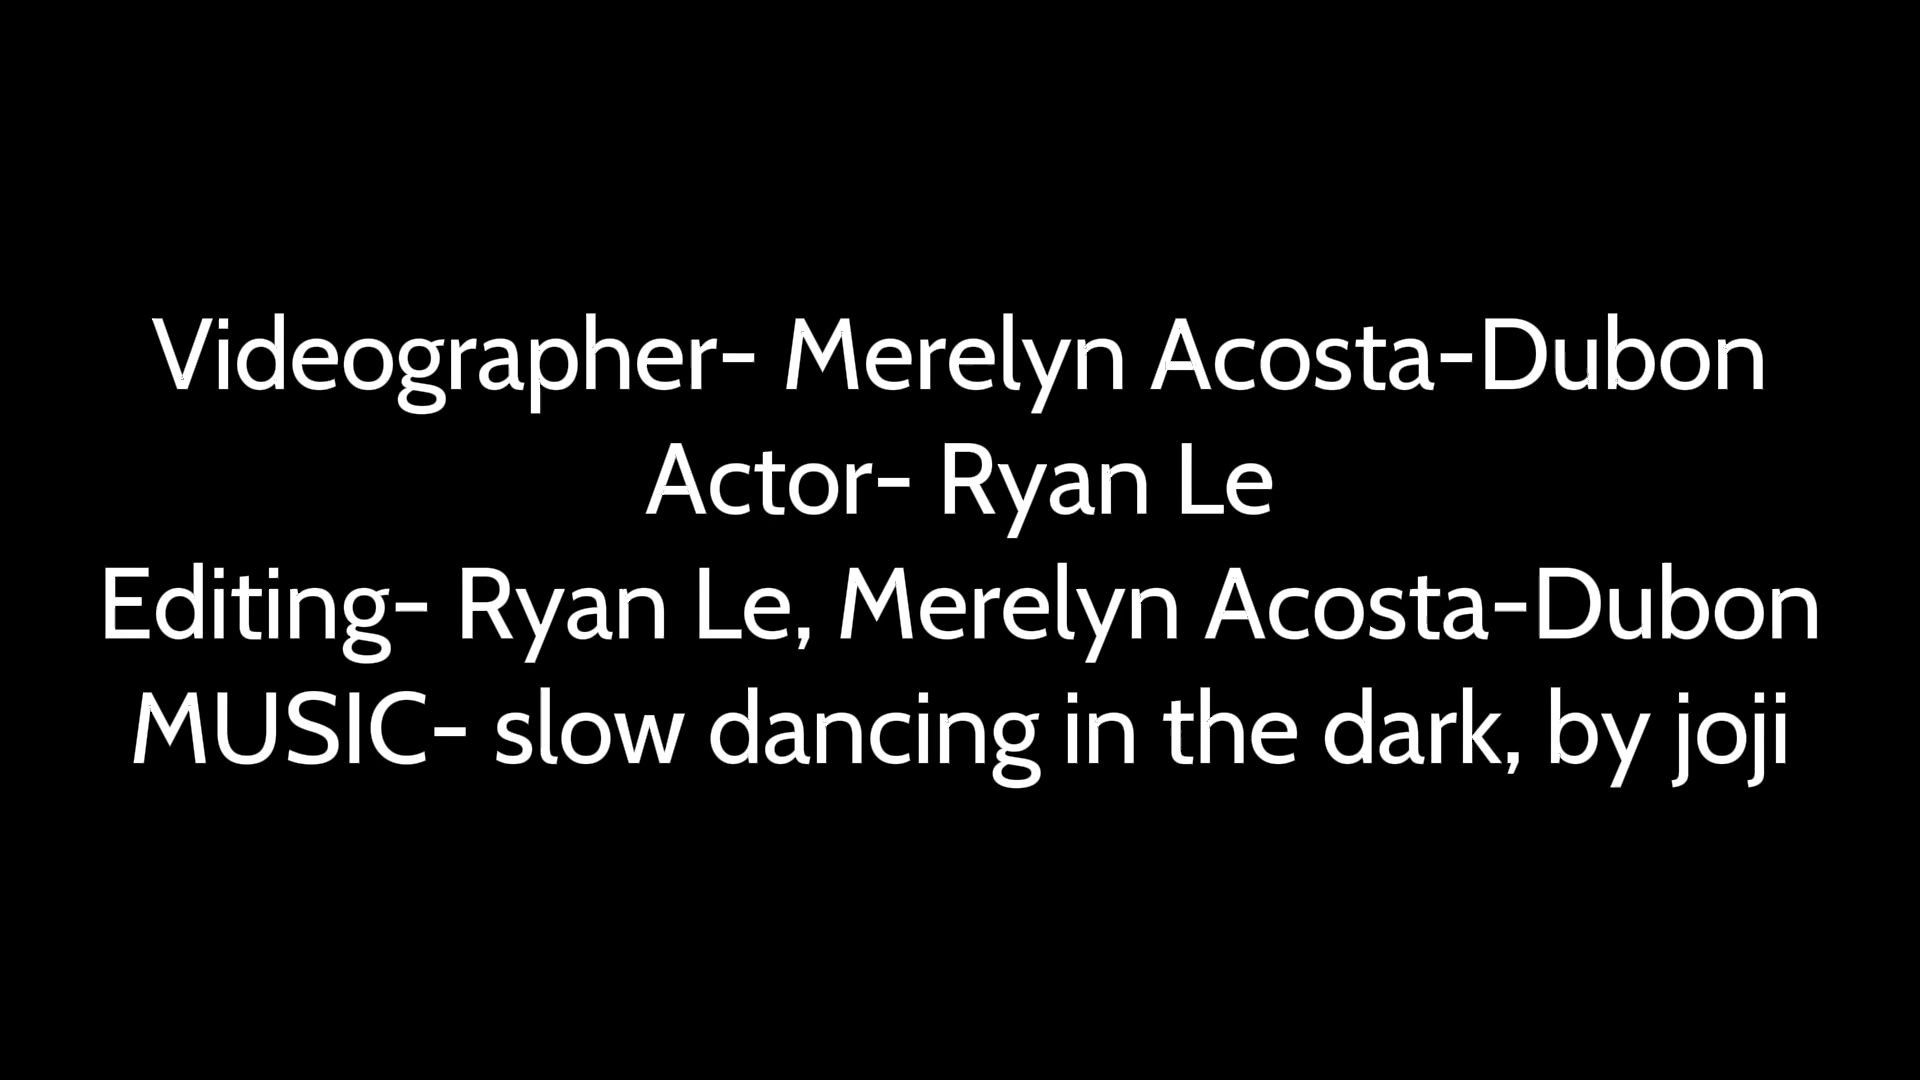 Videographer- Merelyn Acosta-Dubon
Actor- Ryan Le
Editing- Ryan Le, Merelyn Acosta-Dubon
MUSIC- slow dancing in the dark, by joji